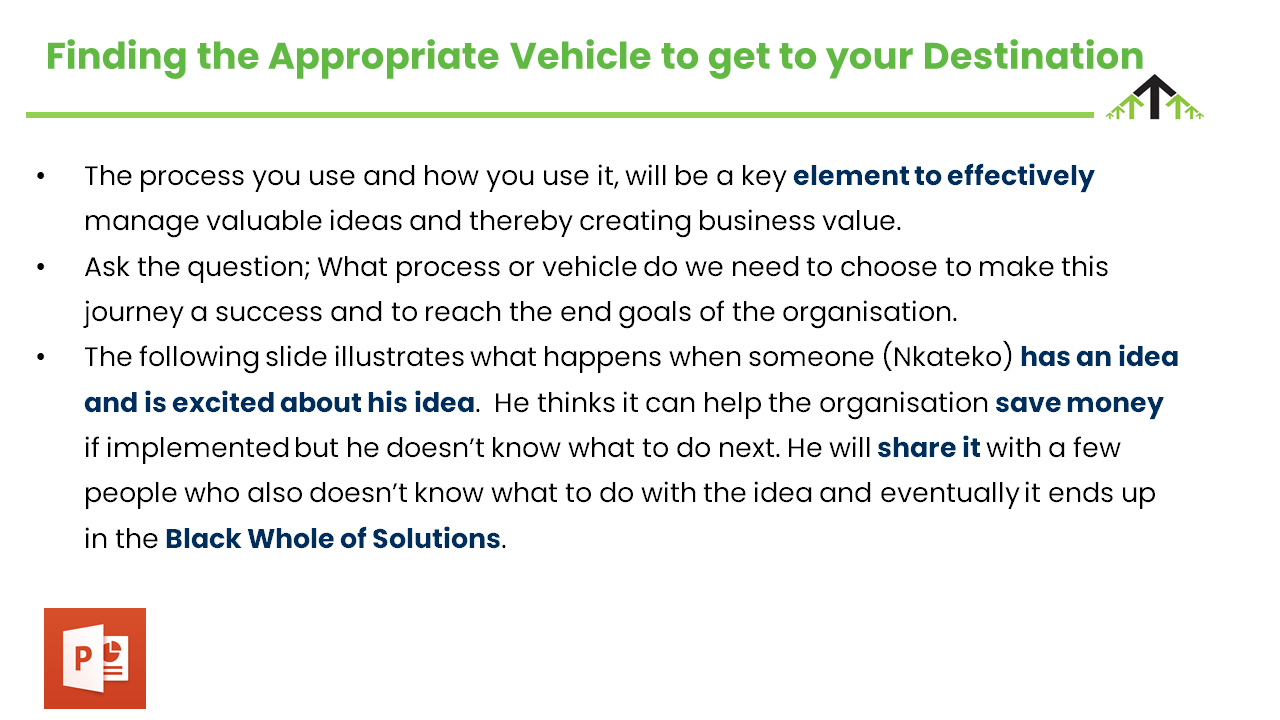 Finding the Appropriate Vehicle to get to your Destination
• The process you use and how you use it, will be a key element to effectively
manage valuable ideas and thereby creating business value.
• Ask the question; What process or vehicle do we need to choose to make this
journey a success and to reach the end goals of the organisation.
• The following slide illustrates what happens when someone (Nkateko) has an idea
and is excited about his idea.  He thinks it can help the organisation save money
if implemented but he doesn’t know what to do next. He will share it with a few
people who also doesn’t know what to do with the idea and eventually it ends up
in the Black Whole of Solutions.
P